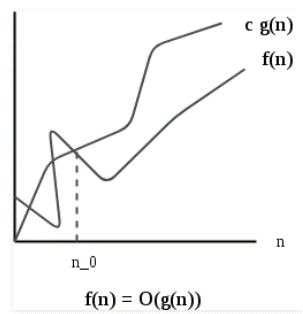 c g(n)
f(n)
n
n_0
f(n) = O(g(n))